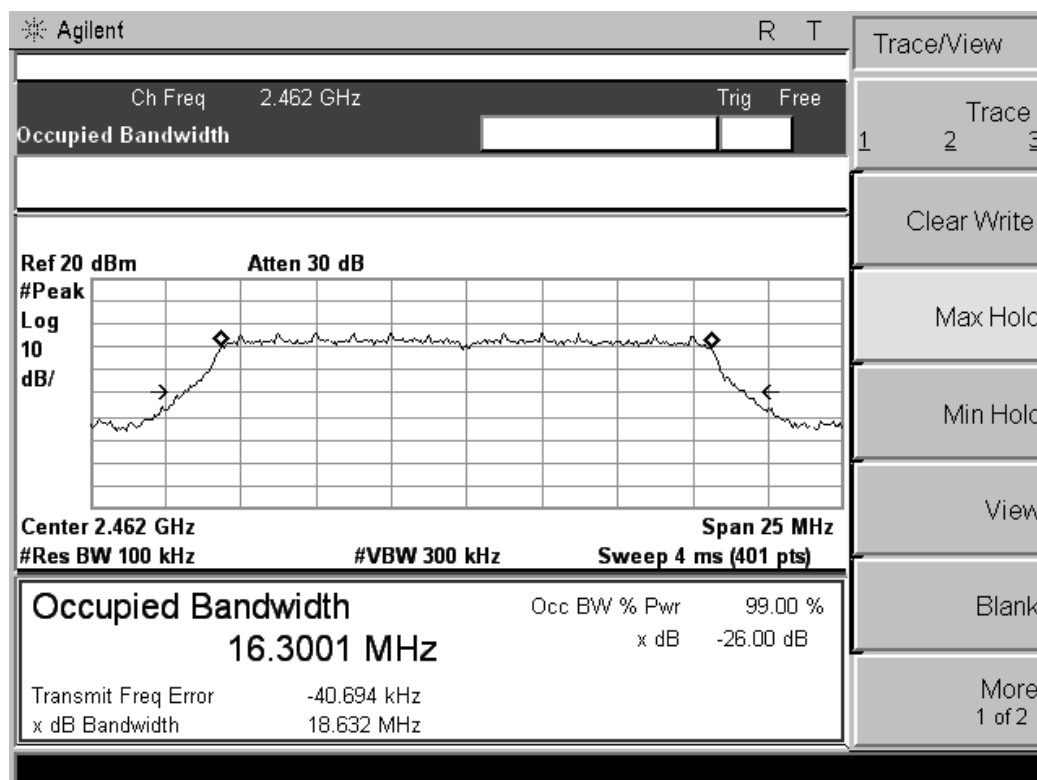 Agilent R T
Trace/View
Ch Freq 2.462 GHz Trig Free
Occupied Bandwidth
Trace
1 2 3
Clear Write
Ref 20 dBm Atten 30 dB
#Peak
Log
10
dB/
Max Hold
Min Hold
Center 2.462 GHz Span 25 MHz
#Res BW 100 kHz #VBW 300 kHz Sweep 4 ms (401 pts)
View
Occupied Bandwidth Occ BW % Pwr 99.00 %
16.3001 MHz x dB -26.00 dB
Blank
Transmit Freq Error -40.694 kHz
x dB Bandwidth 18.632 MHz
More
1 of 2